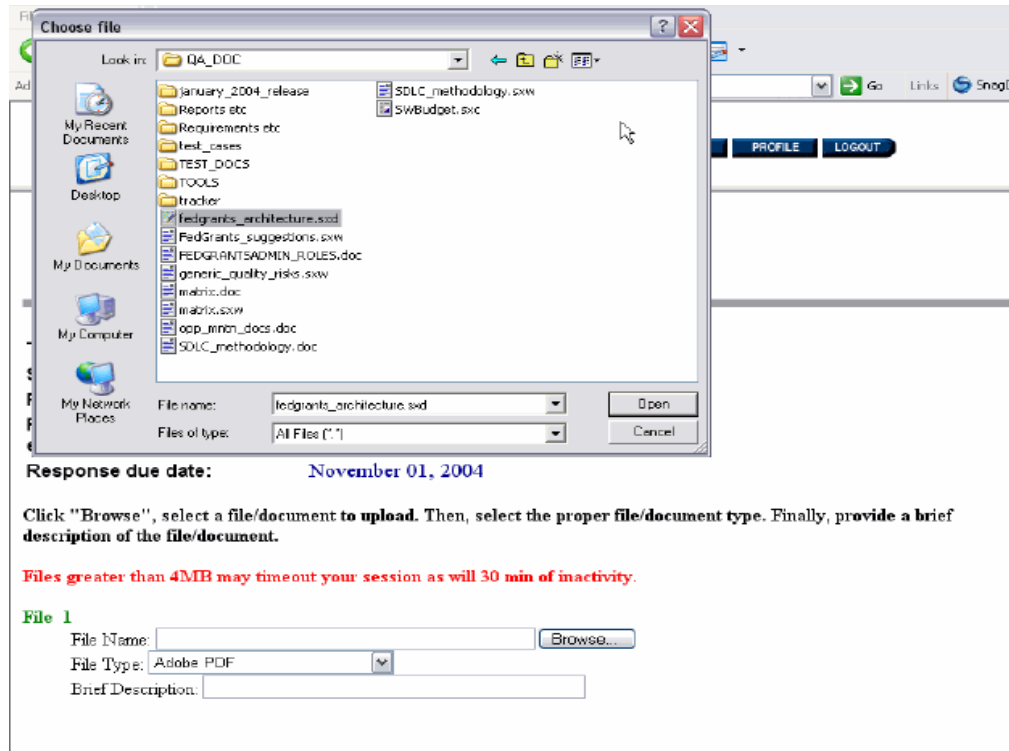 Choose file
Look in: QA_DOC
Go Links
My Recent Documents
Desktop
My Documents
My Computer
My Network Places
january_2004_release
Reports etc
Requirements etc
test_cases
TEST_DOCS
TOOLS
tracker
fedgrants_architecture.sxd
FedGrants_suggestions.sxw
FEDGRANTSADMIN_ROLES.doc
generic_quality_risks.sxw
matrix.doc
matrix.sxw
opp_mntn_docs.doc
SDLC_methodology.doc
SDLC_methodology.sxw
SWBudget.sxc
PROFILE LOGOUT
File name: fedgrants_architecture.sxd Open
Files of type: All Files (*.*) Cancel
Response due date: November 01, 2004
Click "Browse", select a file/document to upload. Then, select the proper file/document type. Finally, provide a brief
description of the file/document.
Files greater than 4MB may timeout your session as will 30 min of inactivity.
File 1
File Name: Browse...
File Type: Adobe PDF
Brief Description: